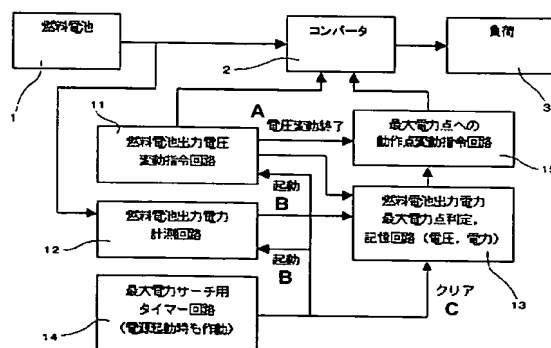 燃料電池
1
コンバータ
2
負荷
3
11
A
電圧変動終了
燃料電池出力電圧
変動指令回路
最大電力点への
動作点変動指令回路
15
起動
B
燃料電池出力電力
計測回路
12
起動
B
燃料電池出力電力
最大電力点判定,
記憶回路(電圧,電力)
13
最大電力サーチ用
タイマー回路
(電源起動時も作動)
14
クリア
C